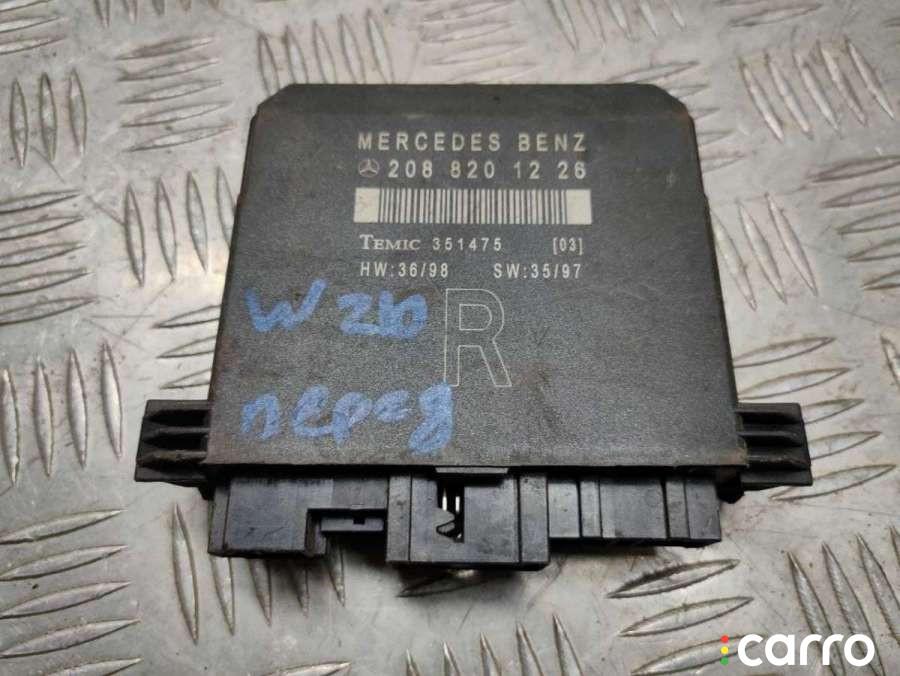 MERCEDES BENZ
208 820 12 26
TEMIC 351475 [03]
HW:36/98 SW:35/97
R
W 210
перед
carro